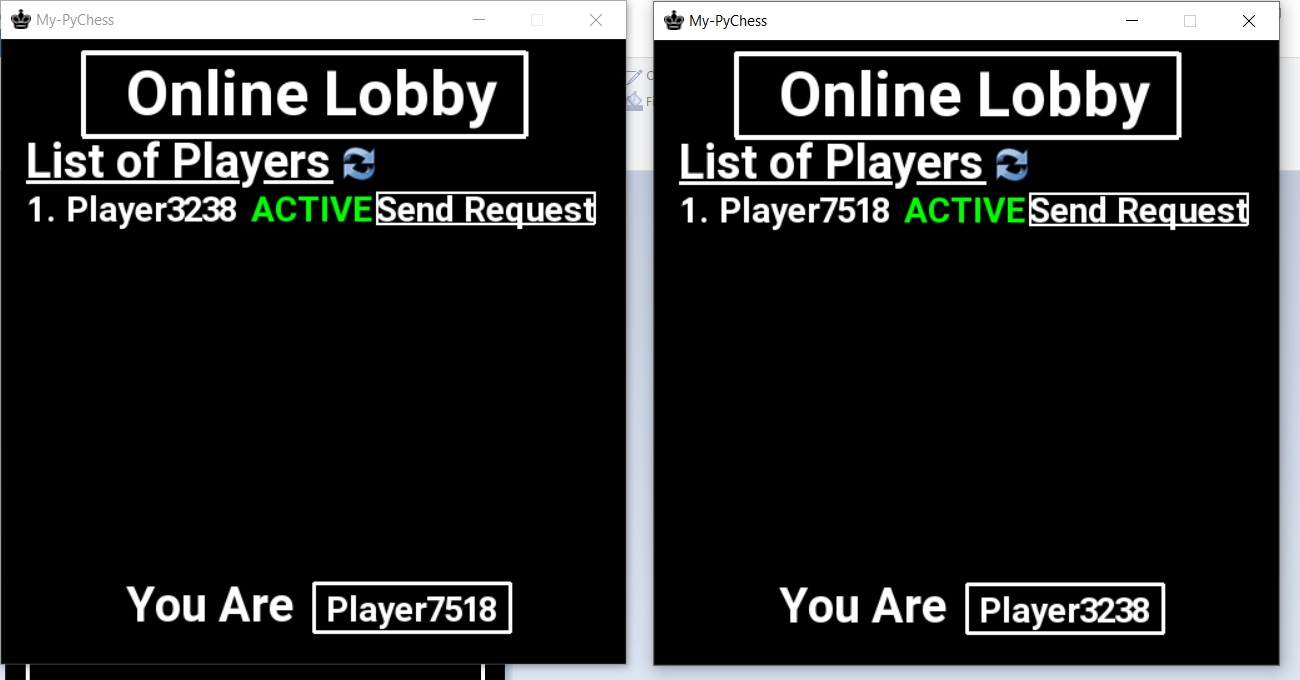 My-PyChess
Online Lobby
List of Players
1. Player3238 ACTIVE Send Request
You Are Player7518
My-PyChess
Online Lobby
List of Players
1. Player7518 ACTIVE Send Request
You Are Player3238